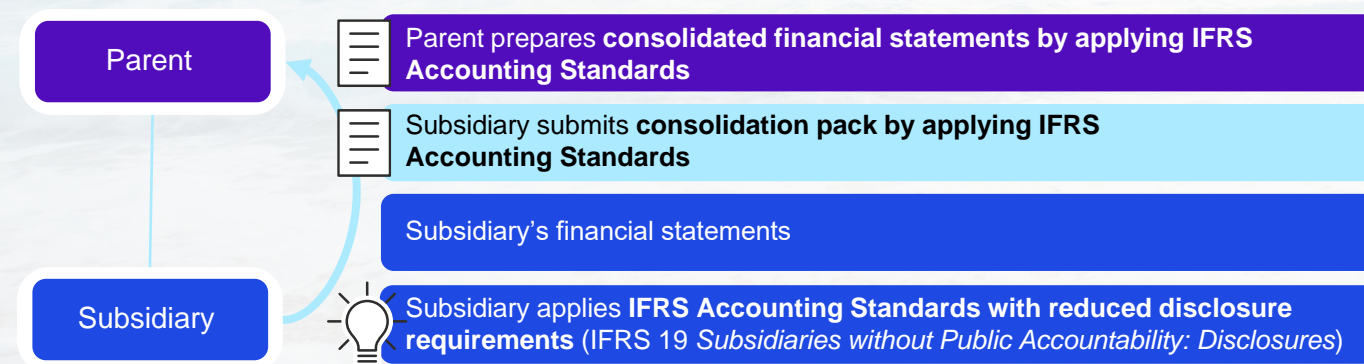 Parent
Parent prepares consolidated financial statements by applying IFRS
Accounting Standards
Subsidiary submits consolidation pack by applying IFRS
Accounting Standards
Subsidiary’s financial statements
Subsidiary
Subsidiary applies IFRS Accounting Standards with reduced disclosure
requirements (IFRS 19 Subsidiaries without Public Accountability: Disclosures)